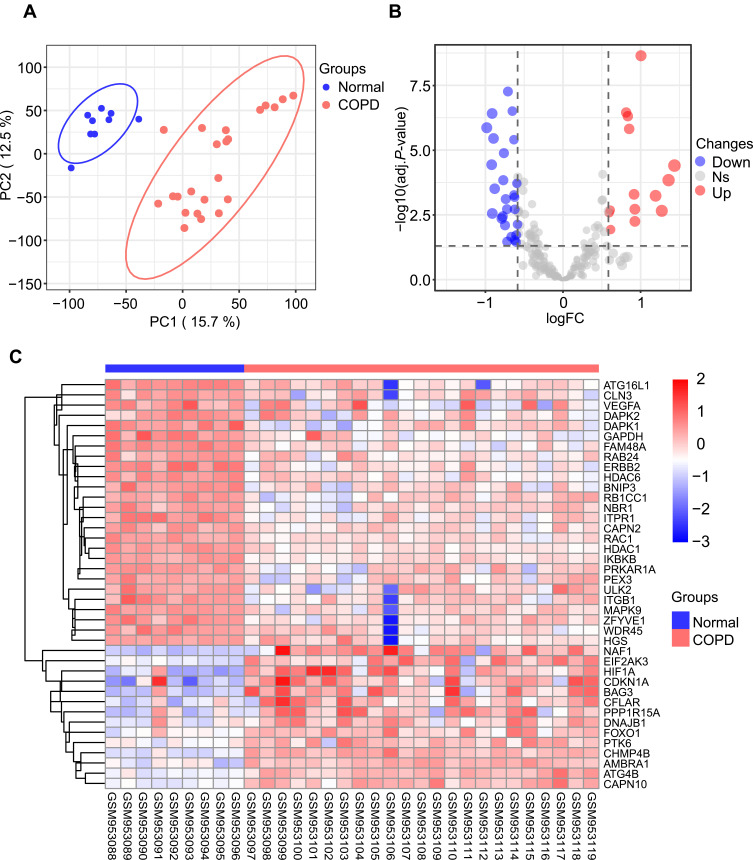 A
Groups
Normal
COPD
100
50
0
−50
−100
−150
−100
−50
0
50
100
PC1 ( 15.7 %)
PC2 ( 12.5 %)
B
7.5
5.0
2.5
0.0
−1
0
1
logFC
−log10(adj.P-value)
Changes
Down
Ns
Up
C
ATG16L1
CLN3
VEGFA
DAPK2
DAPK1
GAPDH
FAM48A
RAB24
ERBB2
HDAC6
BNIP3
RB1CC1
NBR1
ITPR1
CAPN2
RAC1
HDAC1
IKBKB
PRKAR1A
PEX3
ULK2
ITGB1
MAPK9
ZFYVE1
WDR45
HGS
NAF1
EIF2AK3
HIF1A
CDKN1A
BAG3
CFLAR
PPP1R15A
DNAJB1
FOXO1
PTK6
CHMP4B
AMBRA1
ATG4B
CAPN10
2
1
0
−1
−2
−3
Groups
Normal
COPD
GSM953088
GSM953089
GSM953090
GSM953091
GSM953092
GSM953093
GSM953094
GSM953095
GSM953096
GSM953097
GSM953098
GSM953099
GSM953100
GSM953101
GSM953102
GSM953103
GSM953104
GSM953105
GSM953106
GSM953107
GSM953108
GSM953109
GSM953110
GSM953111
GSM953112
GSM953113
GSM953114
GSM953115
GSM953116
GSM953117
GSM953118
GSM953119